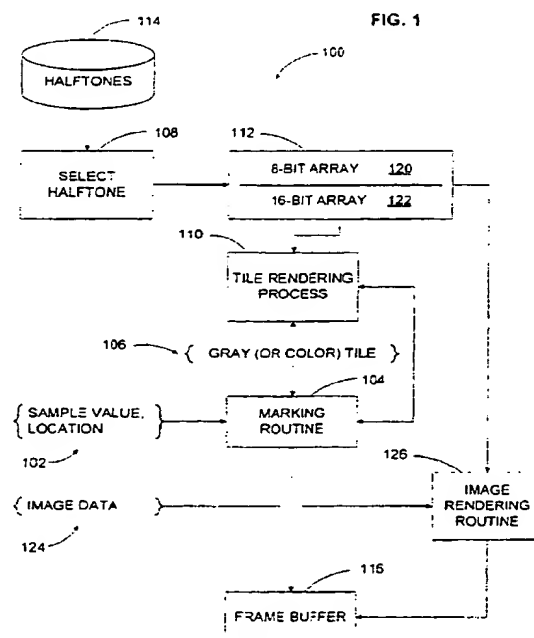 FIG. 1
114
HALFTONES
100
108
SELECT
HALFTONE
112
8-BIT ARRAY 120
16-BIT ARRAY 122
110
TILE RENDERING
PROCESS
106
{ GRAY (OR COLOR) TILE }
104
{ SAMPLE VALUE, LOCATION }
MARKING
ROUTINE
102
126
{ IMAGE DATA }
IMAGE
RENDERING
ROUTINE
124
116
FRAME BUFFER